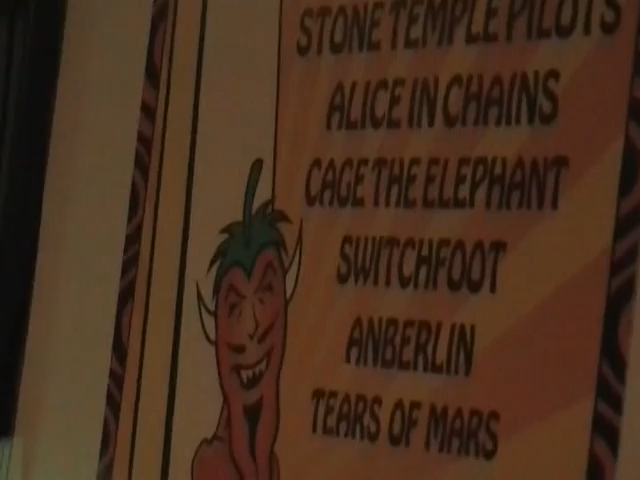 STONE TEMPLE PILOTS
ALICE IN CHAINS
CAGE THE ELEPHANT
SWITCHFOOT
ANBERLIN
TEARS OF MARS